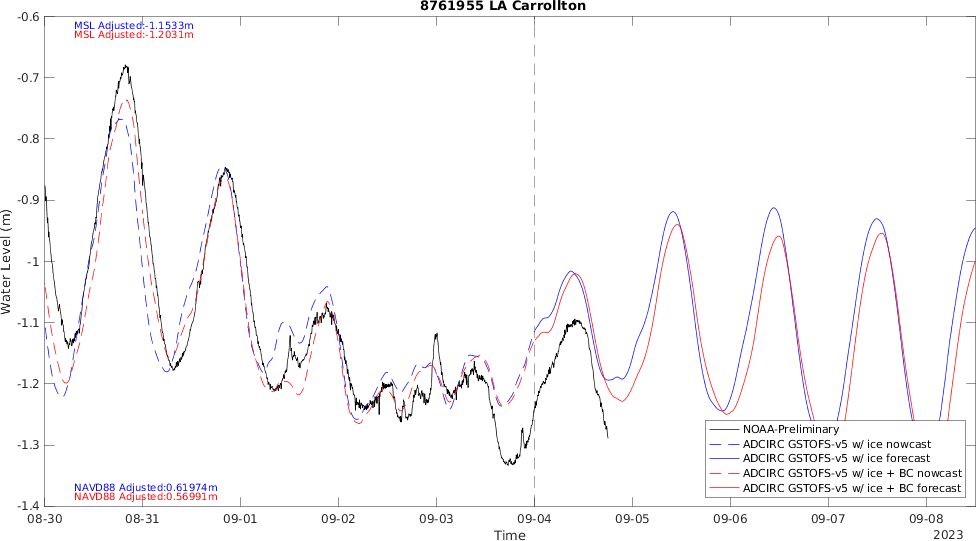 8761955 LA Carrollton
MSL Adjusted:-1.1533m
MSL Adjusted:-1.2031m
-0.6
-0.7
-0.8
-0.9
-1
-1.1
-1.2
-1.3
-1.4
Water Level (m)
NOAA-Preliminary
ADCIRC GSTOFS-v5 w/ ice nowcast
ADCIRC GSTOFS-v5 w/ ice forecast
ADCIRC GSTOFS-v5 w/ ice + BC nowcast
ADCIRC GSTOFS-v5 w/ ice + BC forecast
NAVD88 Adjusted:0.61974m
NAVD88 Adjusted:0.56991m
08-30 08-31 09-01 09-02 09-03 09-04 09-05 09-06 09-07 09-08
Time
2023